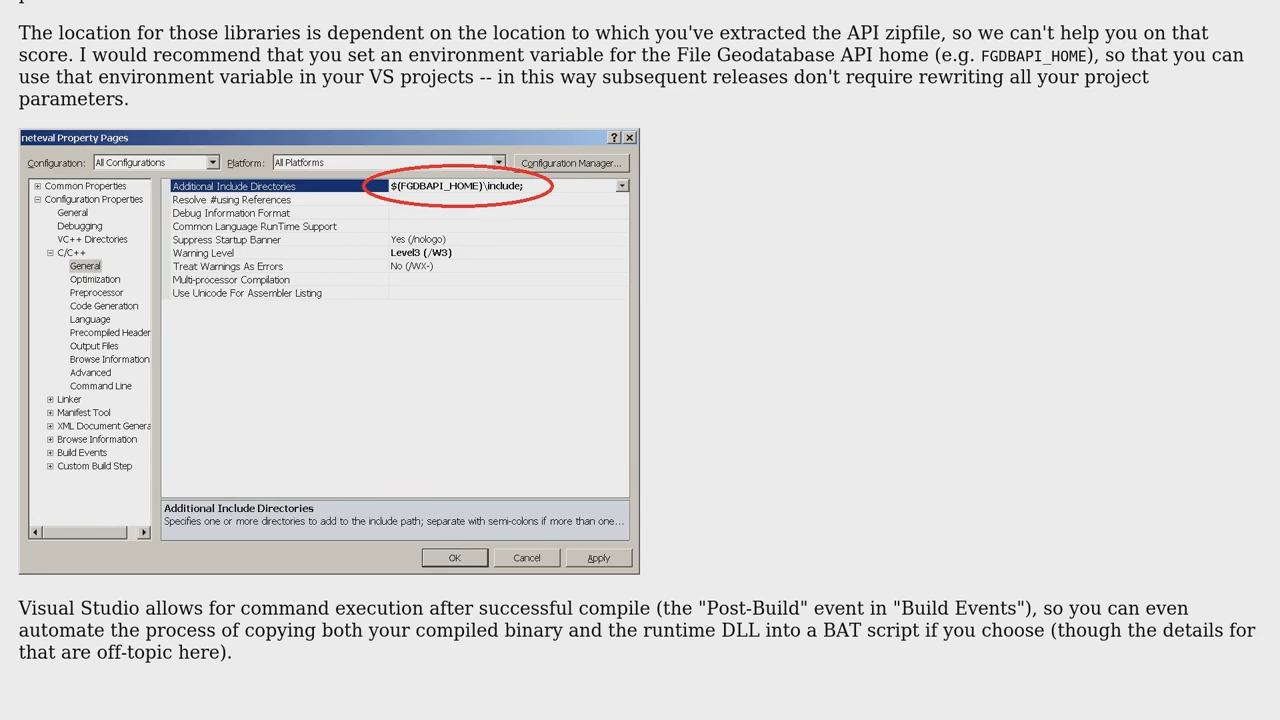 The location for those libraries is dependent on the location to which you've extracted the API zipfile, so we can't help you on that
score. I would recommend that you set an environment variable for the File Geodatabase API home (e.g. FGDBAPI_HOME), so that you can
use that environment variable in your VS projects -- in this way subsequent releases don't require rewriting all your project
parameters.
neteval Property Pages
Configuration: All Configurations Platform: All Platforms Configuration Manager...
Common Properties
Configuration Properties
General
Debugging
VC++ Directories
C/C++
General
Optimization
Preprocessor
Code Generation
Language
Precompiled Header
Output Files
Browse Information
Advanced
Command Line
Linker
Manifest Tool
XML Document Genera
Browse Information
Build Events
Custom Build Step
Additional Include Directories $(FGDBAPI_HOME)\include;
Resolve #using References
Debug Information Format
Common Language RunTime Support
Suppress Startup Banner Yes (/nologo)
Warning Level Level3 (/W3)
Treat Warnings As Errors No (/WX-)
Multi-processor Compilation
Use Unicode For Assembler Listing
Additional Include Directories
Specifies one or more directories to add to the include path; separate with semi-colons if more than one...
OK Cancel Apply
Visual Studio allows for command execution after successful compile (the "Post-Build" event in "Build Events"), so you can even
automate the process of copying both your compiled binary and the runtime DLL into a BAT script if you choose (though the details for
that are off-topic here).